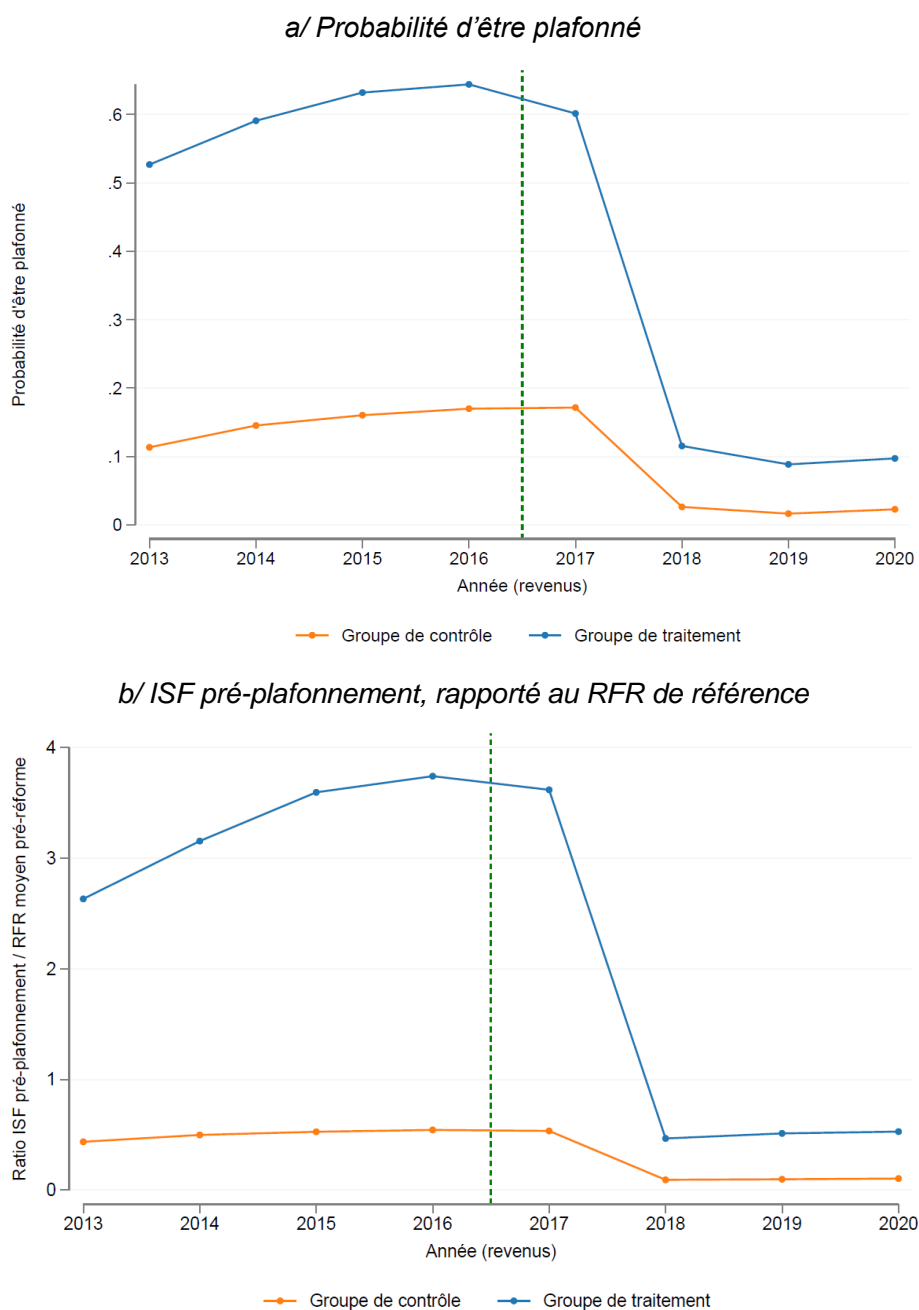 a/ Probabilité d’être plafonné
Probabilité d'être plafonné
.6
.5
.4
.3
.2
.1
0
2013 2014 2015 2016 2017 2018 2019 2020
Année (revenus)
Groupe de contrôle Groupe de traitement
b/ ISF pré-plafonnement, rapporté au RFR de référence
Ratio ISF pré-plafonnement / RFR moyen pré-réforme
4
3
2
1
0
2013 2014 2015 2016 2017 2018 2019 2020
Année (revenus)
Groupe de contrôle Groupe de traitement